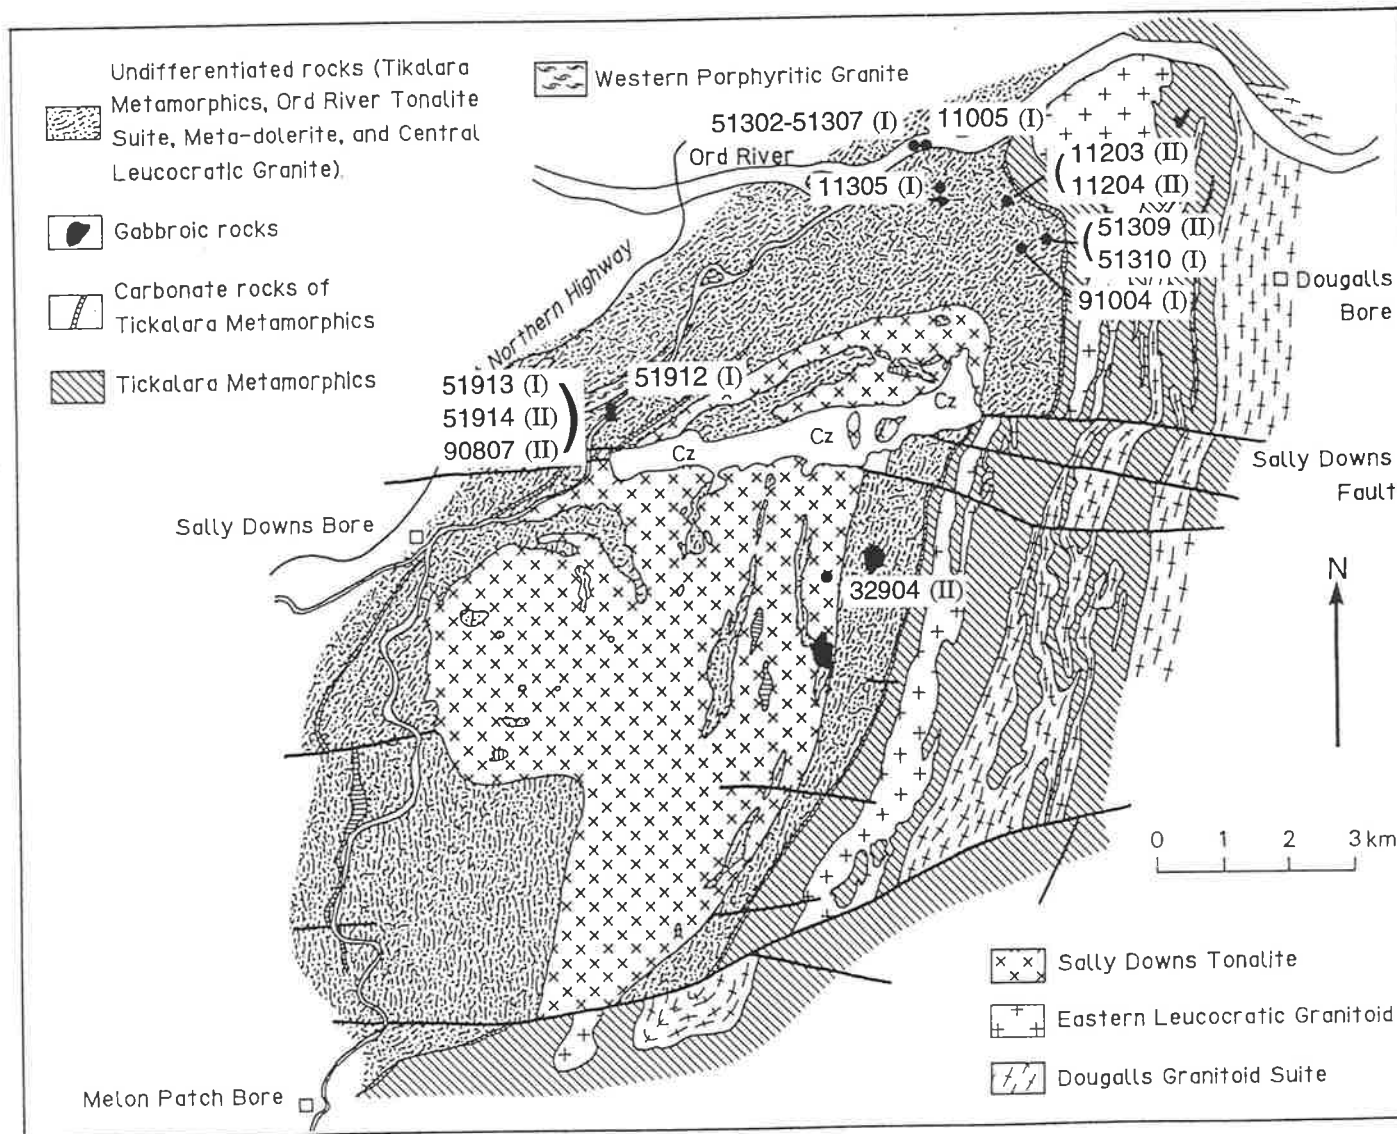 Undifferentiated rocks (Tikalara
Metamorphics, Ord River Tonalite
Suite, Meta-dolerite, and Central
Leucocratic Granite).
Gabbroic rocks
Carbonate rocks of
Tickalara Metamorphics
Tickalara Metamorphics
Western Porphyritic Granite
51302-51307 (I)
11005 (I)
Ord River
11203 (II)
11204 (II)
11305 (I)
51309 (II)
51310 (I)
91004 (I)
Dougalls
Bore
Northern Highway
51913 (I)
51914 (II)
90807 (II)
51912 (I)
Cz
Cz
Cz
Sally Downs
Fault
Sally Downs Bore
32904 (II)
N
0 1 2 3 km
Sally Downs Tonalite
Eastern Leucocratic Granitoid
Dougalls Granitoid Suite
Melon Patch Bore